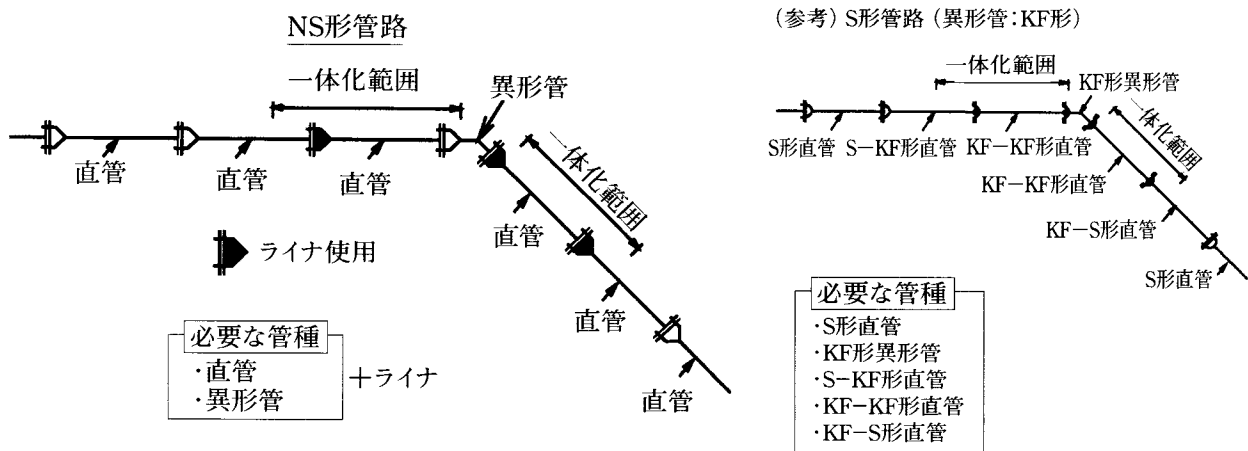 NS形管路
一体化範囲
異形管
直管
直管
直管
一体化範囲
直管
直管
直管
ライナ使用
必要な管種
・直管
・異形管
+ライナ
(参考) S形管路 (異形管:KF形)
一体化範囲
KF形異形管
一体化範囲
S形直管
S-KF形直管
KF-KF形直管
KF-KF形直管
KF-S形直管
S形直管
必要な管種
・S形直管
・KF形異形管
・S-KF形直管
・KF-KF形直管
・KF-S形直管